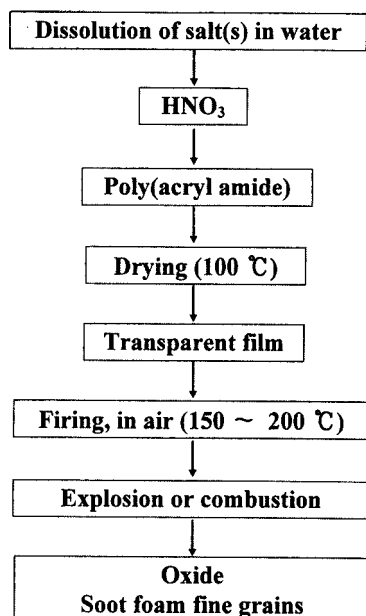 Dissolution of salt(s) in water
HNO₃
Poly(acryl amide)
Drying (100 ℃)
Transparent film
Firing, in air (150 ~ 200 ℃)
Explosion or combustion
Oxide
Soot foam fine grains